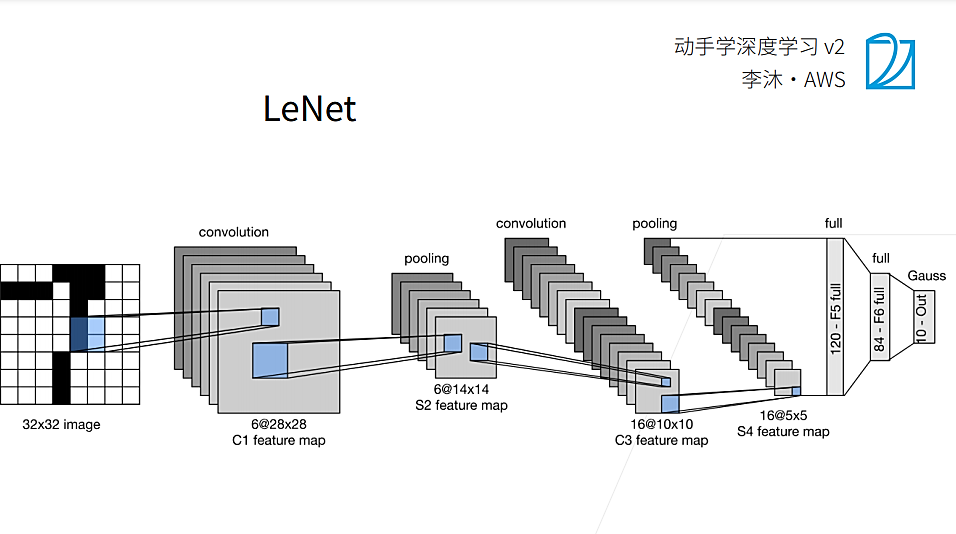 动手学深度学习 v2
李沐·AWS
LeNet
convolution
pooling
convolution
pooling
full
full
Gauss
120 - F5 full
84 - F6 full
10 - Out
32x32 image
6@28x28
C1 feature map
6@14x14
S2 feature map
16@10x10
C3 feature map
16@5x5
S4 feature map